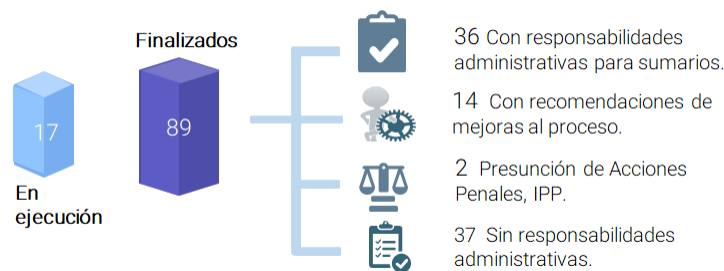 Finalizados
17
89
En
ejecución
36 Con responsabilidades
administrativas para sumarios.
14 Con recomendaciones de
mejoras al proceso.
2 Presunción de Acciones
Penales, IPP.
37 Sin responsabilidades
administrativas.